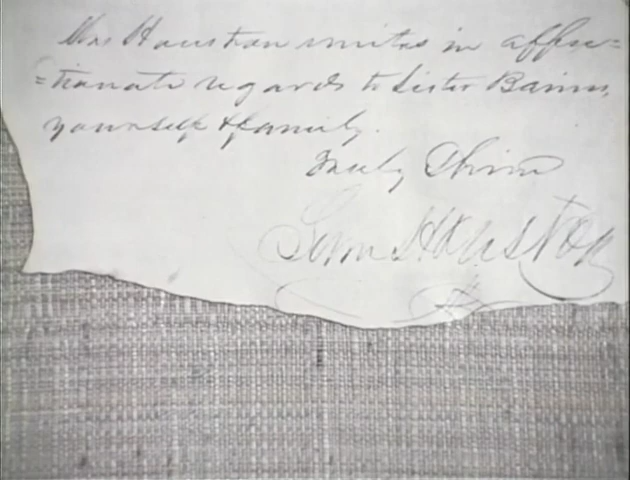 Mrs Houston unites in affec=
=tionate regards to Sister Baines,
yourself & family.
Truly Thine
Sam Houston